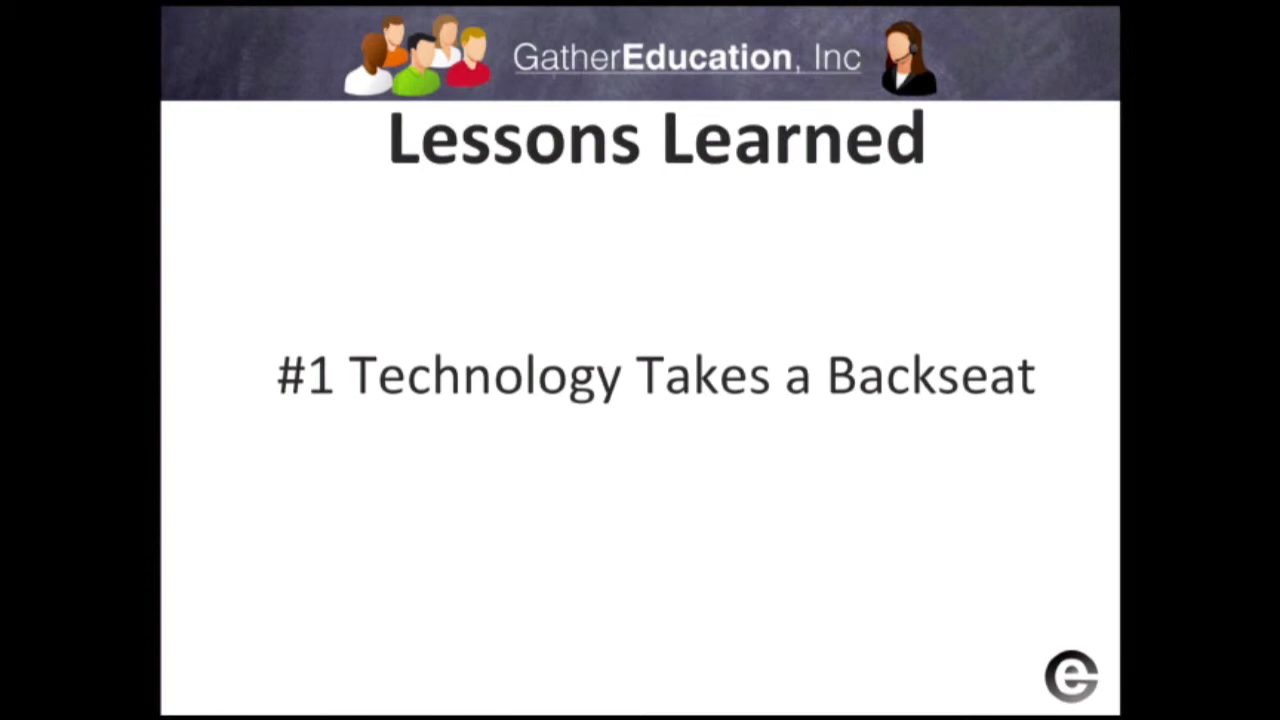 GatherEducation, Inc
Lessons Learned
#1 Technology Takes a Backseat
e